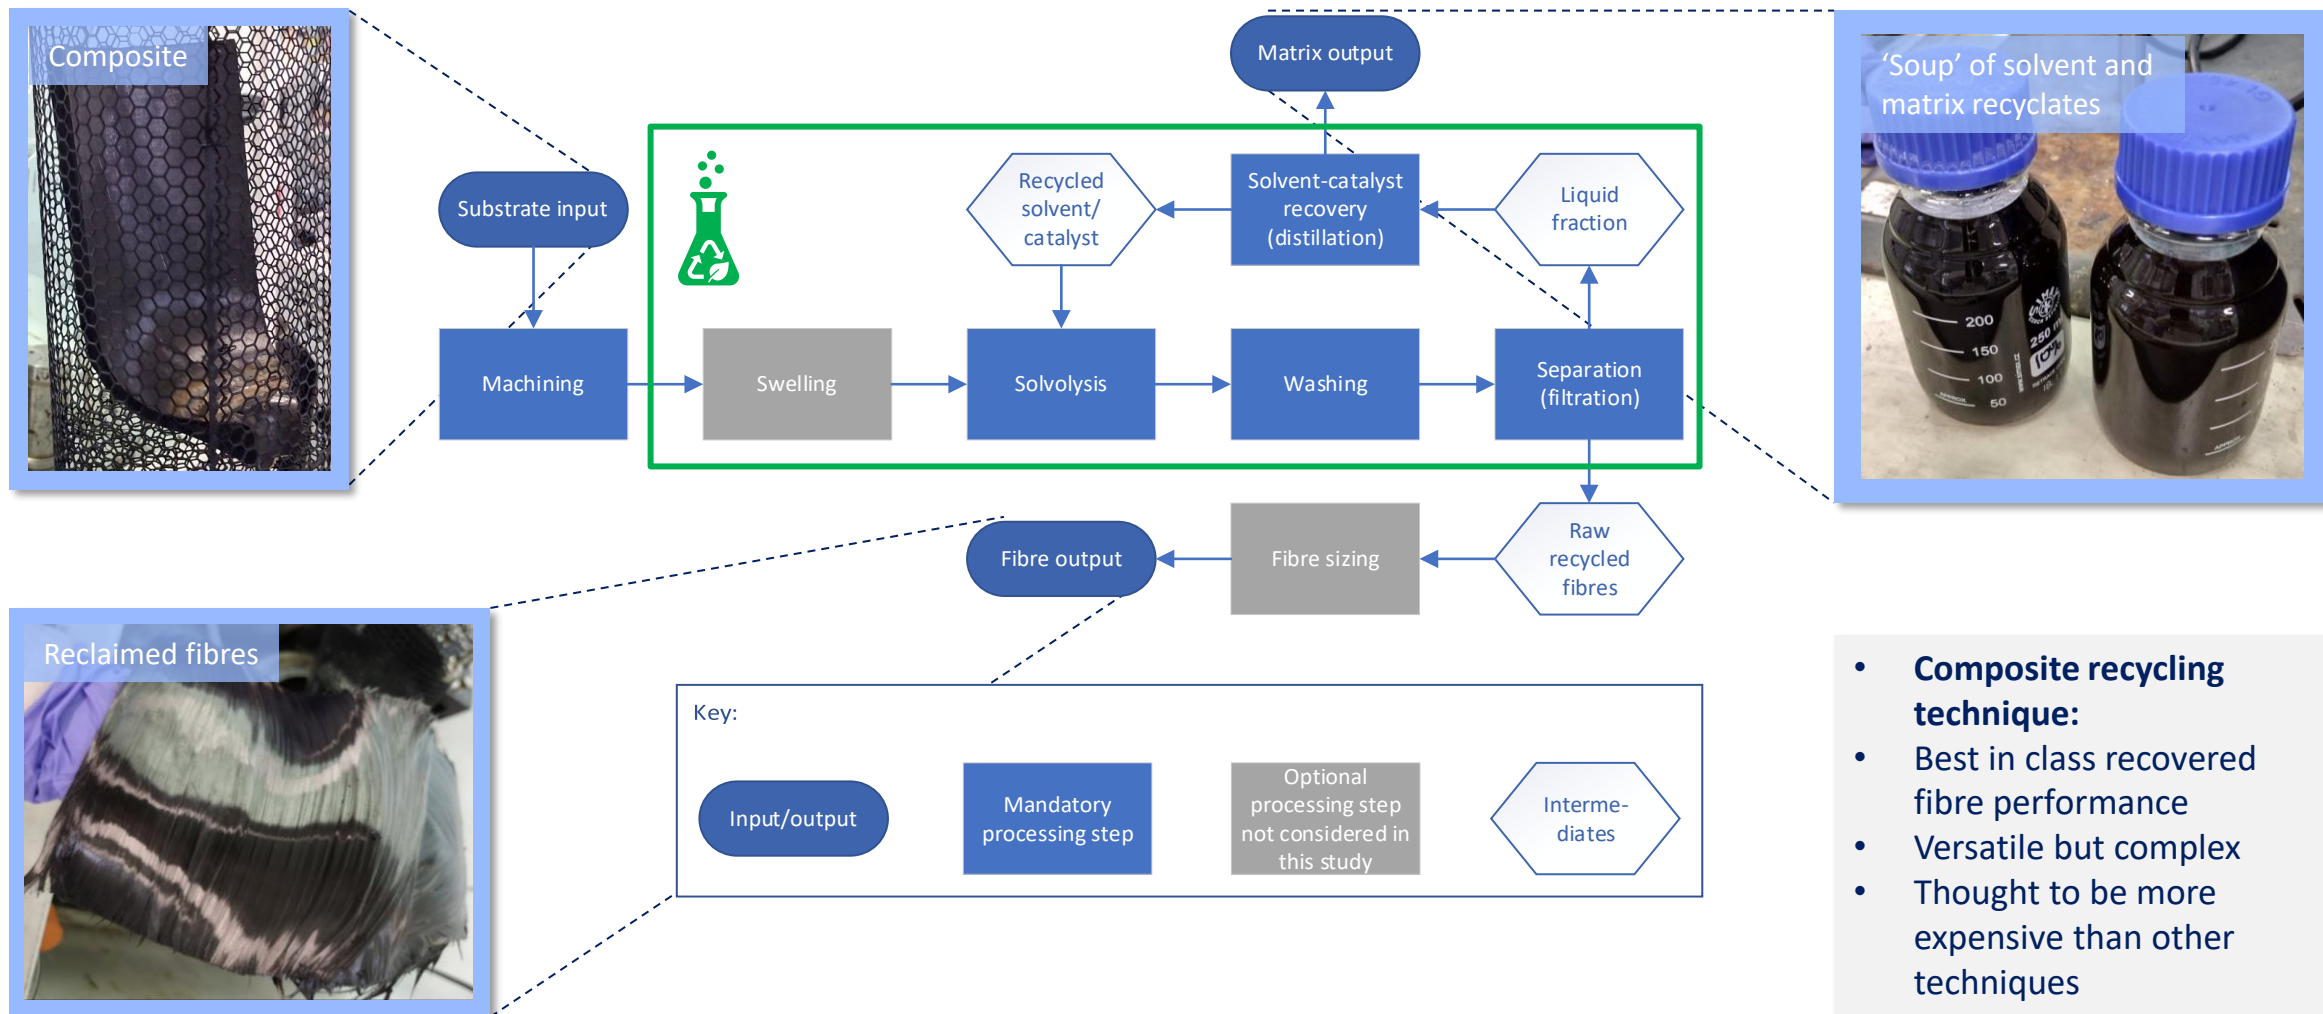 Composite
Matrix output
'Soup' of solvent and
matrix recyclates
Substrate input
Recycled
solvent/
catalyst
Solvent-catalyst
recovery
(distillation)
Liquid
fraction
Machining
Swelling
Solvolysis
Washing
Separation
(filtration)
200
150
100
50
APPROX
250 ml
Fibre output
Fibre sizing
Raw
recycled
fibres
Reclaimed fibres
Key:
Input/output
Mandatory
processing step
Optional
processing step
not considered in
this study
Interme-
diates
• Composite recycling
technique:
• Best in class recovered
fibre performance
• Versatile but complex
• Thought to be more
expensive than other
techniques